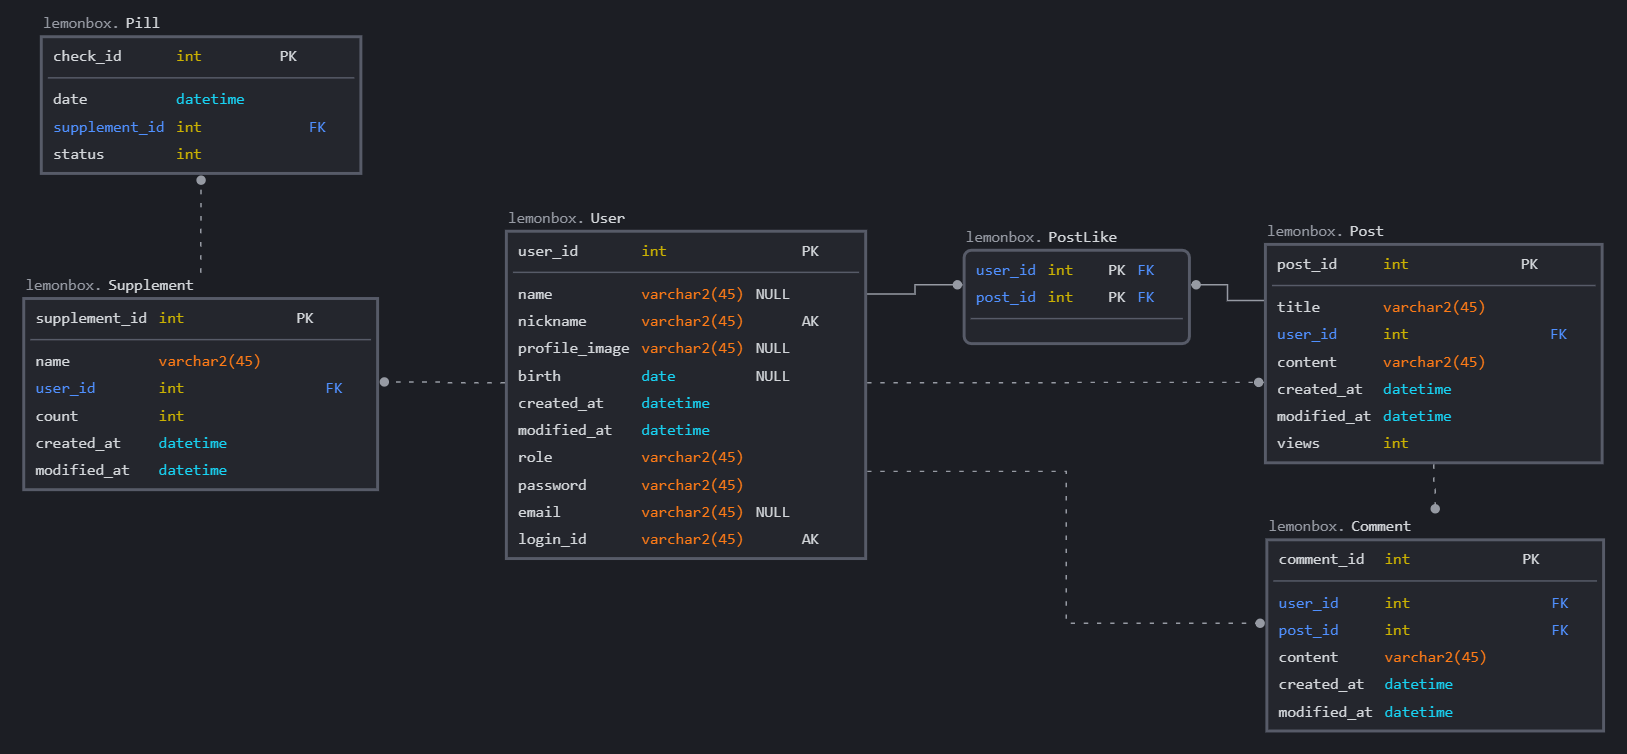 lemonbox. Pill
check_id int PK
date datetime
supplement_id int FK
status int
lemonbox. Supplement
supplement_id int PK
name varchar2(45)
user_id int FK
count int
created_at datetime
modified_at datetime
lemonbox. User
user_id int PK
name varchar2(45) NULL
nickname varchar2(45) AK
profile_image varchar2(45) NULL
birth date NULL
created_at datetime
modified_at datetime
role varchar2(45)
password varchar2(45)
email varchar2(45) NULL
login_id varchar2(45) AK
lemonbox. PostLike
user_id int PK FK
post_id int PK FK
lemonbox. Post
post_id int PK
title varchar2(45)
user_id int FK
content varchar2(45)
created_at datetime
modified_at datetime
views int
lemonbox. Comment
comment_id int PK
user_id int FK
post_id int FK
content varchar2(45)
created_at datetime
modified_at datetime